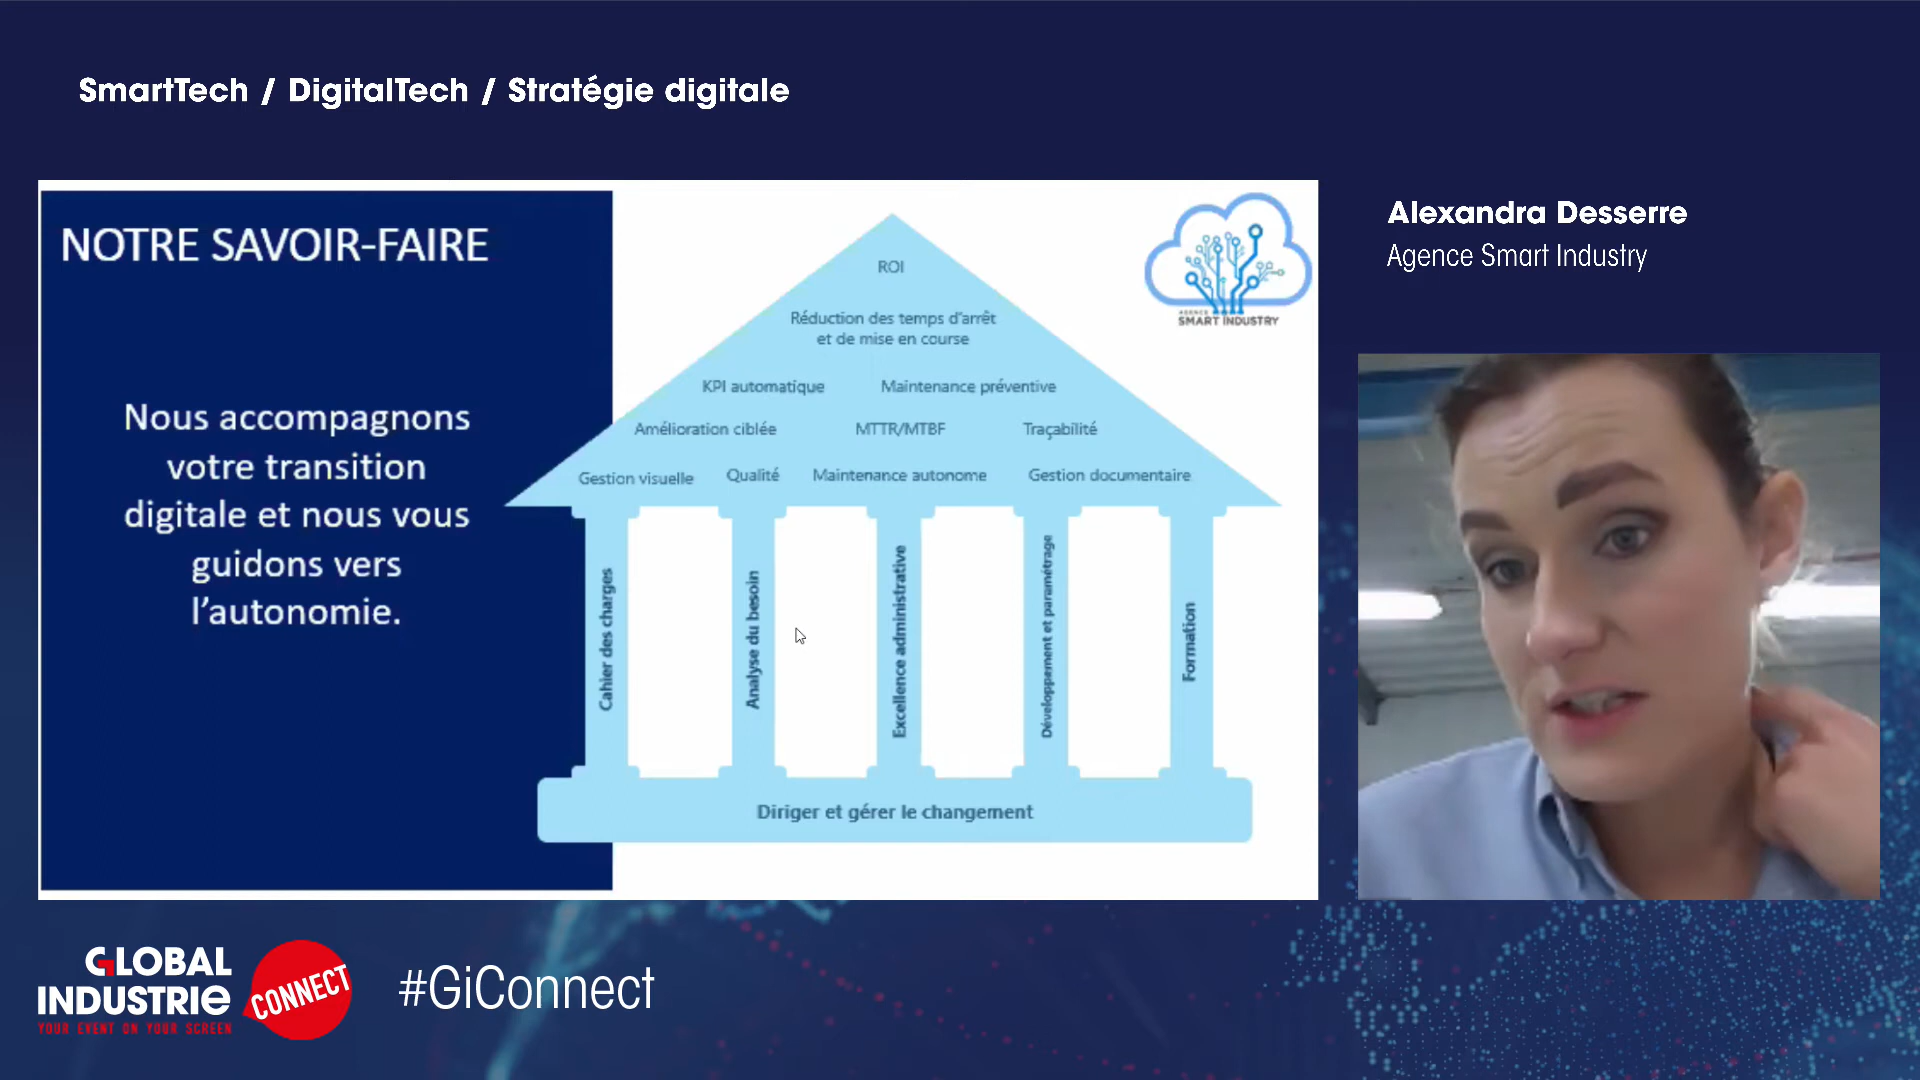 SmartTech / DigitalTech / Stratégie digitale
NOTRE SAVOIR-FAIRE
Nous accompagnons
votre transition
digitale et nous vous
guidons vers
l'autonomie.
ROI
Réduction des temps d'arrêt
et de mise en course
KPI automatique
Maintenance préventive
Amélioration ciblée
MTTR/MTBF
Traçabilité
Gestion visuelle
Qualité
Maintenance autonome
Gestion documentaire
Cahier des charges
Analyse du besoin
Excellence administrative
Développement et paramétrage
Formation
Diriger et gérer le changement
AGENCE
SMART INDUSTRY
Alexandra Desserre
Agence Smart Industry
GLOBAL
INDUSTRIE
YOUR EVENT ON YOUR SCREEN
CONNECT
#GiConnect